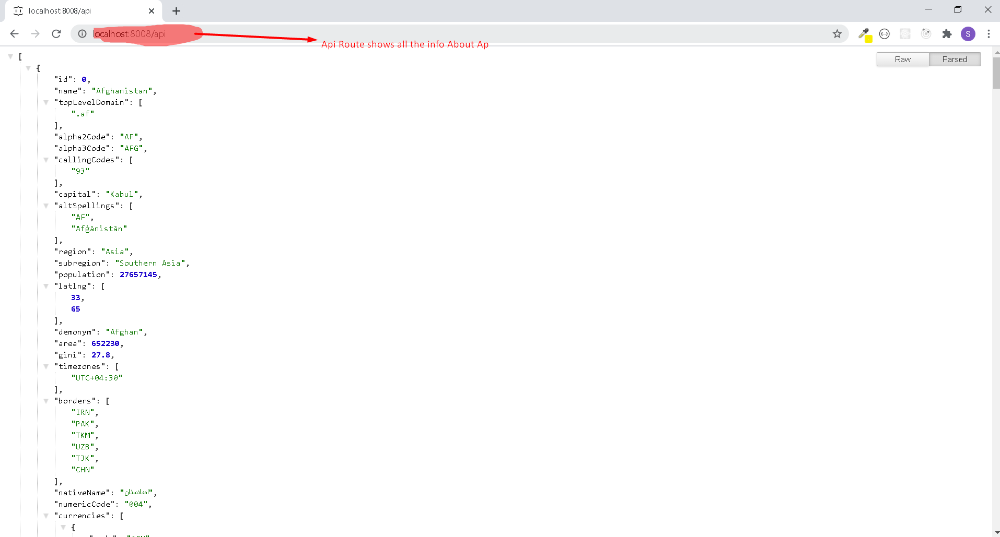 localhost:8008/api
localhost:8008/api
S
Api Route shows all the info About Ap
Raw Parsed
[
{
"id": 0,
"name": "Afghanistan",
"topLevelDomain": [
".af"
],
"alpha2Code": "AF",
"alpha3Code": "AFG",
"callingCodes": [
"93"
],
"capital": "Kabul",
"altSpellings": [
"AF",
"Afġānistān"
],
"region": "Asia",
"subregion": "Southern Asia",
"population": 27657145,
"latlng": [
33,
65
],
"demonym": "Afghan",
"area": 652230,
"gini": 27.8,
"timezones": [
"UTC+04:30"
],
"borders": [
"IRN",
"PAK",
"TKM",
"UZB",
"TJK",
"CHN"
],
"nativeName": "افغانستان",
"numericCode": "004",
"currencies": [
{